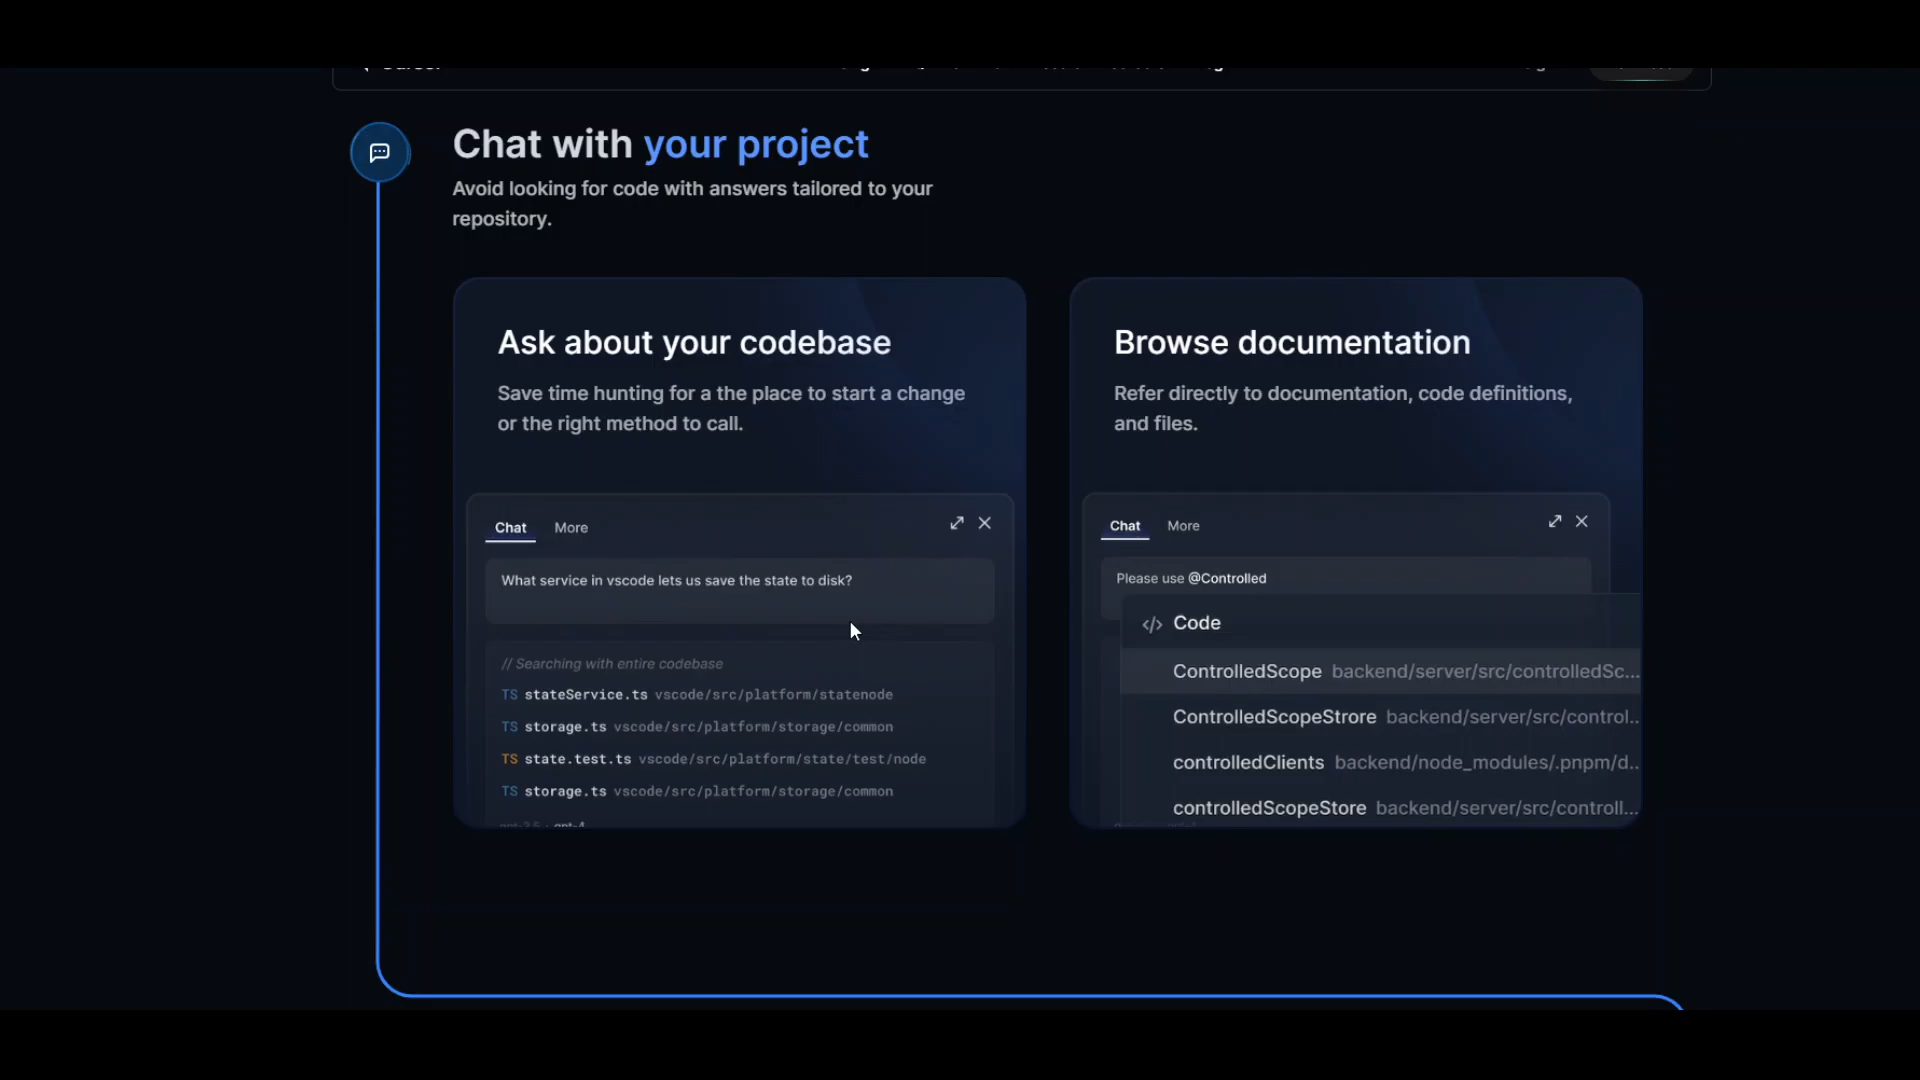 Chat with your project
Avoid looking for code with answers tailored to your
repository.
Ask about your codebase
Save time hunting for a the place to start a change
or the right method to call.
Chat More
What service in vscode lets us save the state to disk?
// Searching with entire codebase
TS stateService.ts vscode/src/platform/statenode
TS storage.ts vscode/src/platform/storage/common
TS state.test.ts vscode/src/platform/state/test/node
TS storage.ts vscode/src/platform/storage/common
Browse documentation
Refer directly to documentation, code definitions,
and files.
Chat More
Please use @Controlled
</> Code
ControlledScope backend/server/src/controlledSc...
ControlledScopeStrore backend/server/src/control..
controlledClients backend/node_modules/.pnpm/d..
controlledScopeStore backend/server/src/controll...